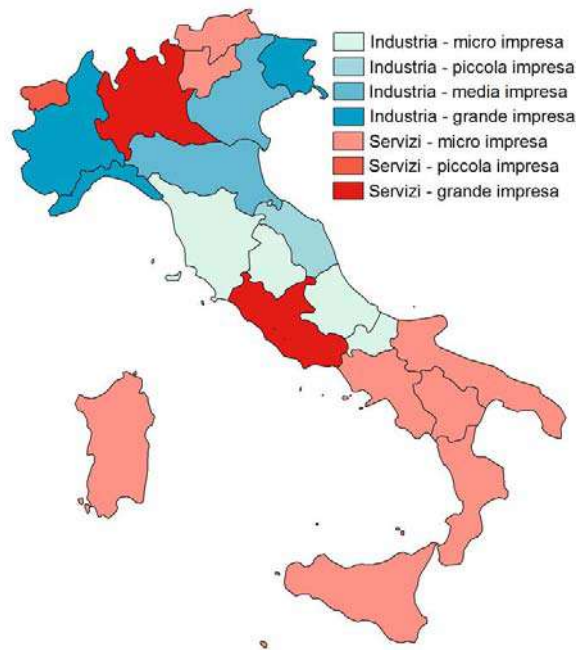 Industria - micro impresa
Industria - piccola impresa
Industria - media impresa
Industria - grande impresa
Servizi - micro impresa
Servizi - piccola impresa
Servizi - grande impresa